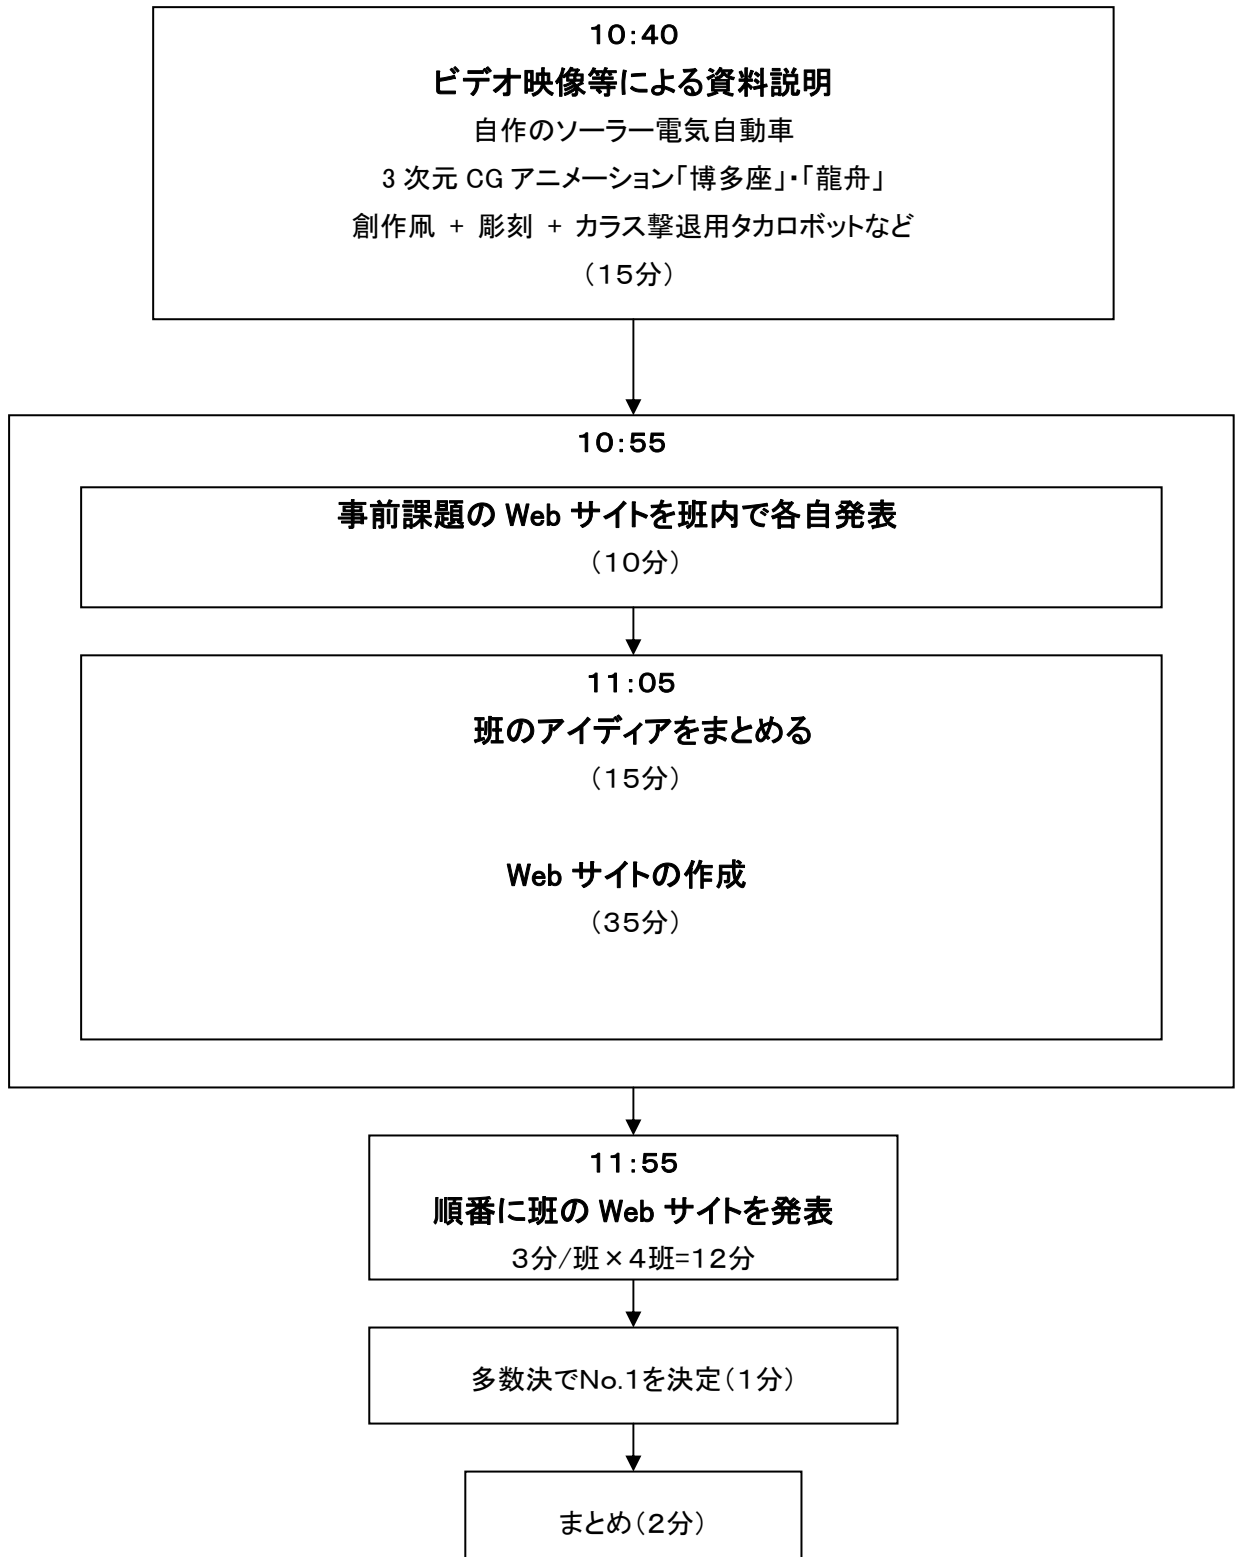 10:40
ビデオ映像等による資料説明
自作のソーラー電気自動車
3 次元 CG アニメーション「博多座」・「龍舟」
創作凧 + 彫刻 + カラス撃退用タカロボットなど
（15分）
10:55
事前課題の Web サイトを班内で各自発表
（10分）
11:05
班のアイディアをまとめる
（15分）
Web サイトの作成
（35分）
11:55
順番に班の Web サイトを発表
3分/班×4班=12分
多数決でNo.1を決定（1分）
まとめ（2分）